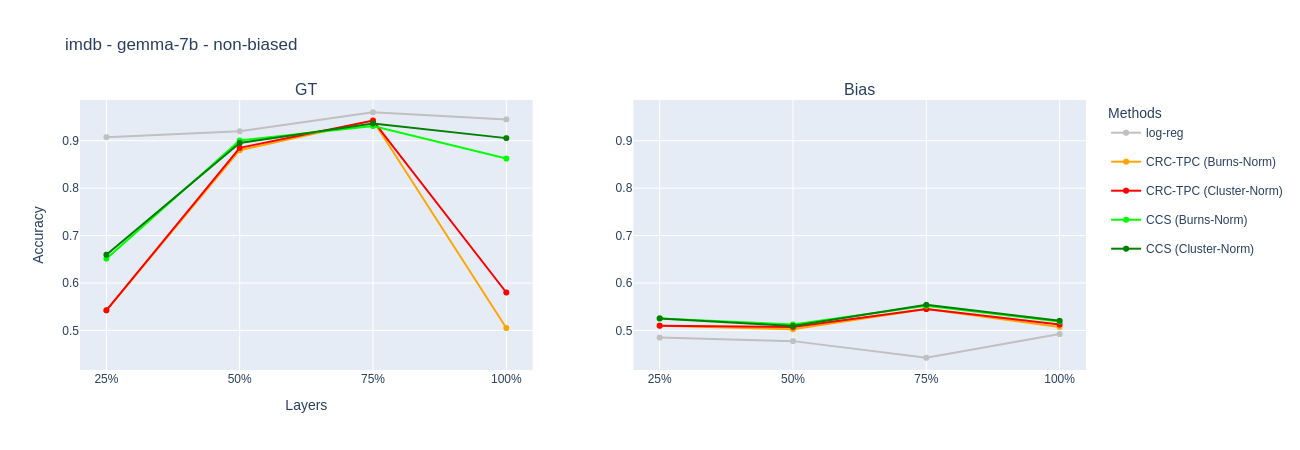 imdb - gemma-7b - non-biased
GT
Bias
Accuracy
0.9
0.8
0.7
0.6
0.5
25%
50%
75%
100%
Layers
0.9
0.8
0.7
0.6
0.5
25%
50%
75%
100%
Methods
log-reg
CRC-TPC (Burns-Norm)
CRC-TPC (Cluster-Norm)
CCS (Burns-Norm)
CCS (Cluster-Norm)